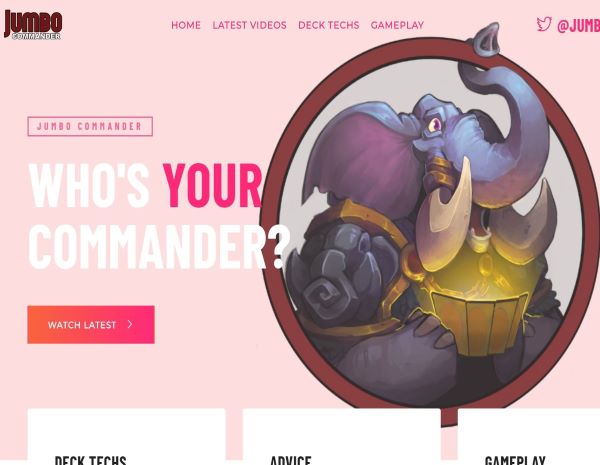 JUMBO
COMMANDER
HOME LATEST VIDEOS DECK TECHS GAMEPLAY
JUMBO COMMANDER
WHO'S YOUR
COMMANDER?
WATCH LATEST
DECK TECHS
ADVICE
GAMEPLAY